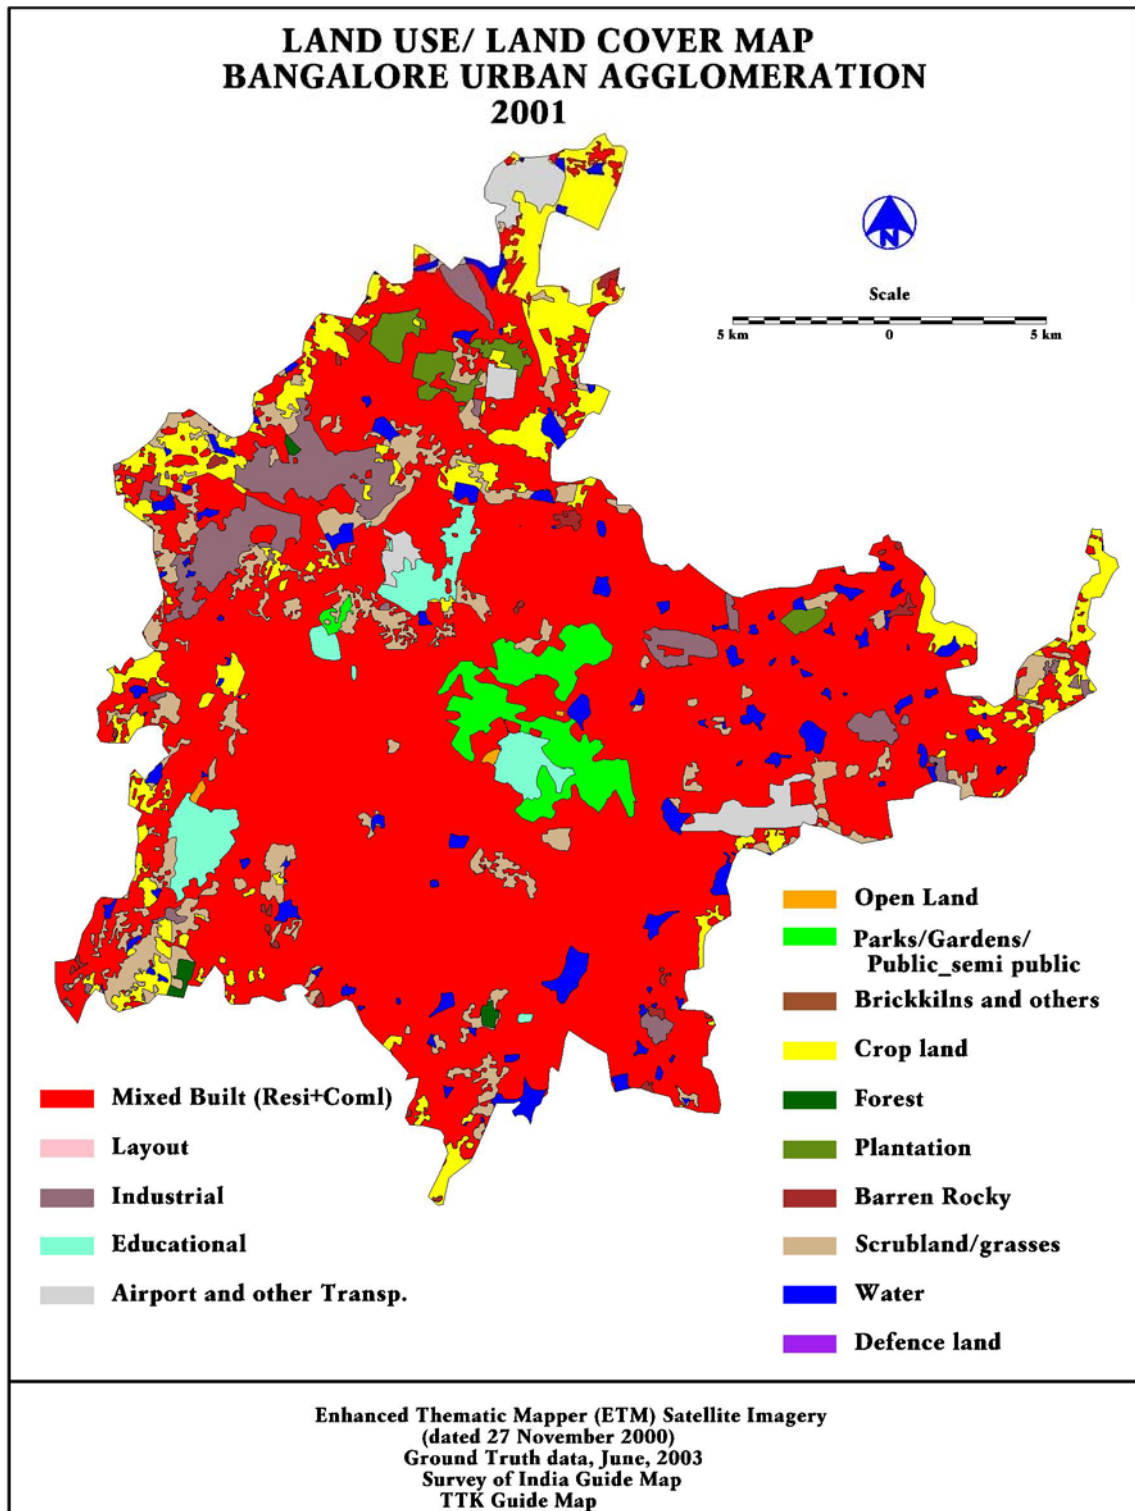 LAND USE/ LAND COVER MAP
BANGALORE URBAN AGGLOMERATION
2001
N
Scale
5 km 0 5 km
Open Land
Parks/Gardens/
Public_semi public
Brickkilns and others
Crop land
Forest
Plantation
Barren Rocky
Scrubland/grasses
Water
Defence land
Mixed Built (Resi+Coml)
Layout
Industrial
Educational
Airport and other Transp.
Enhanced Thematic Mapper (ETM) Satellite Imagery
(dated 27 November 2000)
Ground Truth data, June, 2003
Survey of India Guide Map
TTK Guide Map